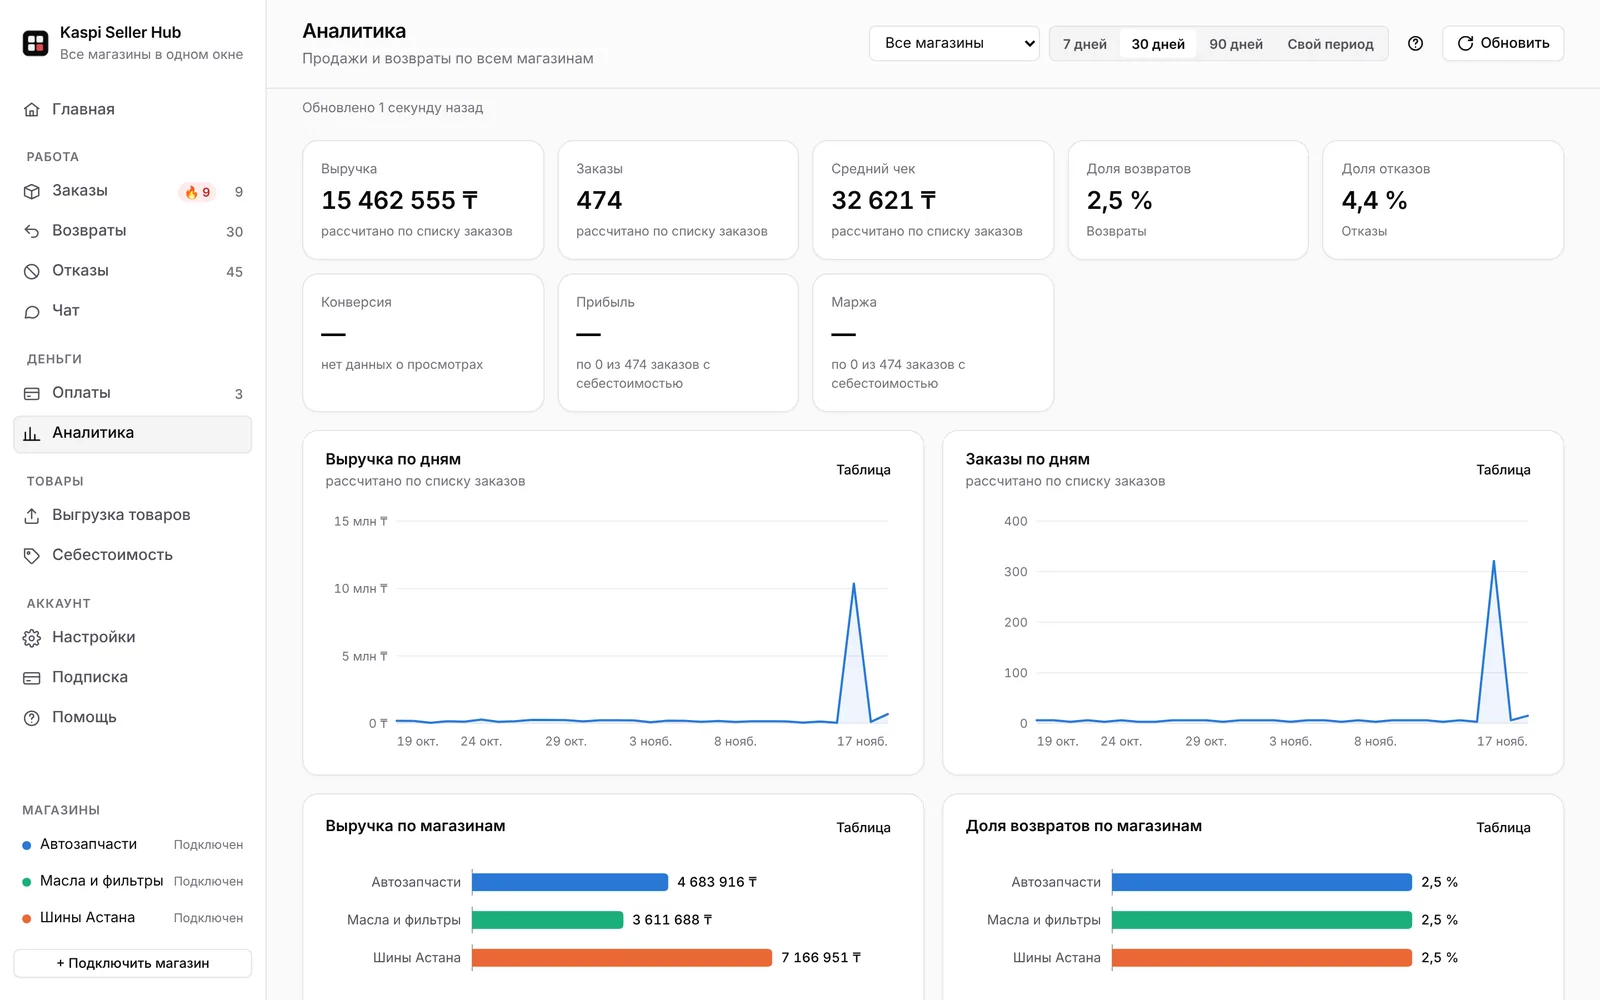 Kaspi Seller Hub
Все магазины в одном окне
Главная
РАБОТА
Заказы 🔥 9 9
Возвраты 30
Отказы 45
Чат
ДЕНЬГИ
Оплаты 3
Аналитика
ТОВАРЫ
Выгрузка товаров
Себестоимость
АККАУНТ
Настройки
Подписка
Помощь
МАГАЗИНЫ
Автозапчасти Подключен
Масла и фильтры Подключен
Шины Астана Подключен
+ Подключить магазин
Аналитика
Продажи и возвраты по всем магазинам
Все магазины
7 дней 30 дней 90 дней Свой период
Обновить
Обновлено 1 секунду назад
Выручка
15 462 555 ₸
рассчитано по списку заказов
Заказы
474
рассчитано по списку заказов
Средний чек
32 621 ₸
рассчитано по списку заказов
Доля возвратов
2,5 %
Возвраты
Доля отказов
4,4 %
Отказы
Конверсия
—
нет данных о просмотрах
Прибыль
—
по 0 из 474 заказов с
себестоимостью
Маржа
—
по 0 из 474 заказов с
себестоимостью
Выручка по дням
рассчитано по списку заказов
Таблица
15 млн ₸
10 млн ₸
5 млн ₸
0 ₸
19 окт. 24 окт. 29 окт. 3 нояб. 8 нояб. 17 нояб.
Заказы по дням
рассчитано по списку заказов
Таблица
400
300
200
100
0
19 окт. 24 окт. 29 окт. 3 нояб. 8 нояб. 17 нояб.
Выручка по магазинам
Таблица
Автозапчасти 4 683 916 ₸
Масла и фильтры 3 611 688 ₸
Шины Астана 7 166 951 ₸
Доля возвратов по магазинам
Таблица
Автозапчасти 2,5 %
Масла и фильтры 2,5 %
Шины Астана 2,5 %